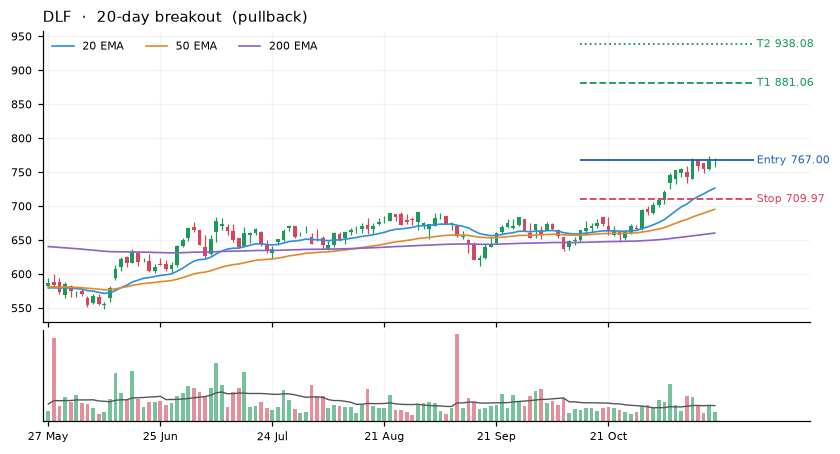 DLF · 20-day breakout (pullback)
20 EMA
50 EMA
200 EMA
950
900
850
800
750
700
650
600
550
T2 938.08
T1 881.06
Entry 767.00
Stop 709.97
27 May
25 Jun
24 Jul
21 Aug
21 Sep
21 Oct